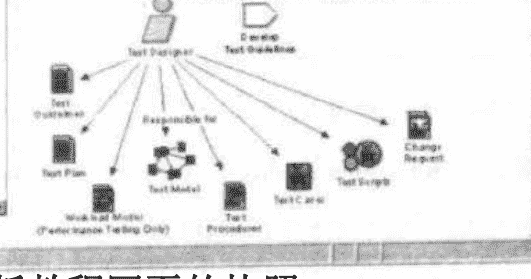 Test Designer
Develop
Test Guidelines
Test
Guidelines
Responsible for
Change
Request
Test Plan
Test Model
Test Scripts
Test Cases
Workload Model
(Performance Testing Only)
Test
Procedures